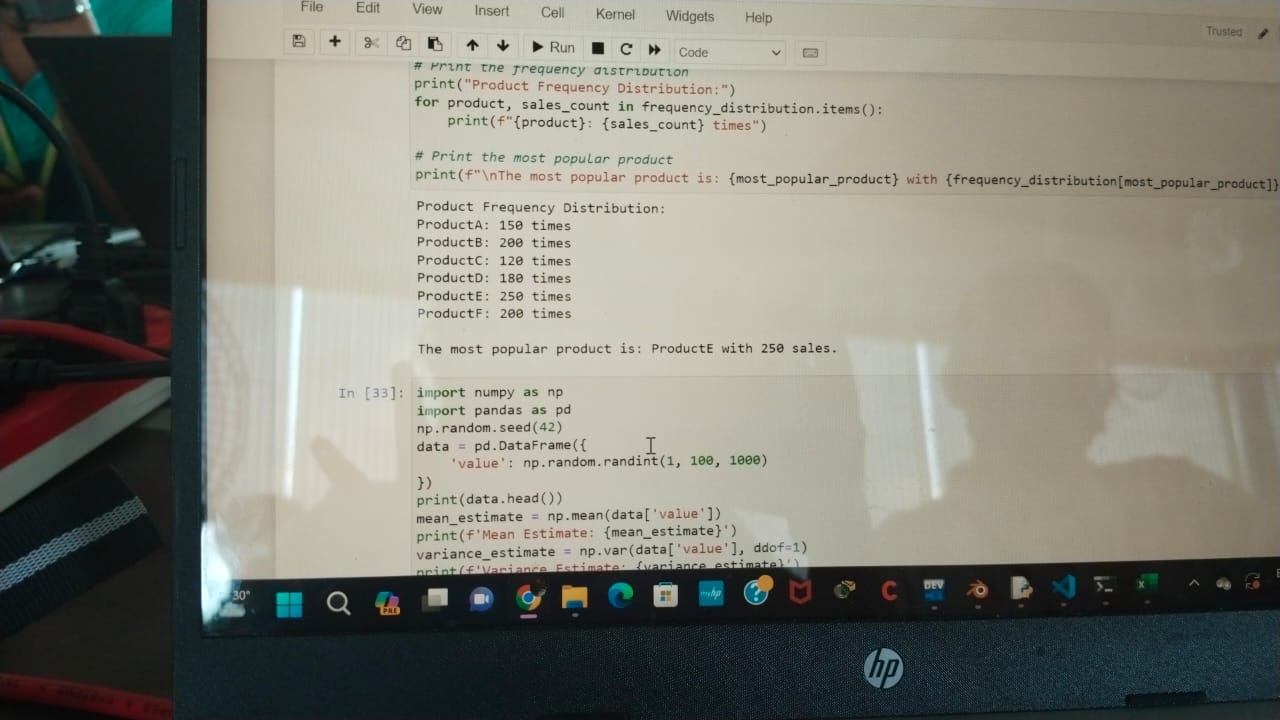 File Edit View Insert Cell Kernel Widgets Help
Trusted
Run Code
# Print the frequency distribution
print("Product Frequency Distribution:")
for product, sales_count in frequency_distribution.items():
    print(f"{product}: {sales_count} times")
# Print the most popular product
print(f"\nThe most popular product is: {most_popular_product} with {frequency_distribution[most_popular_product]}
Product Frequency Distribution:
ProductA: 150 times
ProductB: 200 times
ProductC: 120 times
ProductD: 180 times
ProductE: 250 times
ProductF: 200 times
The most popular product is: ProductE with 250 sales.
In [33]: import numpy as np
import pandas as pd
np.random.seed(42)
data = pd.DataFrame({
    'value': np.random.randint(1, 100, 1000)
})
print(data.head())
mean_estimate = np.mean(data['value'])
print(f'Mean Estimate: {mean_estimate}')
variance_estimate = np.var(data['value'], ddof=1)
print(f'Variance Estimate: {variance_estimate}')
30°
PRE
myhp
DEV
hp